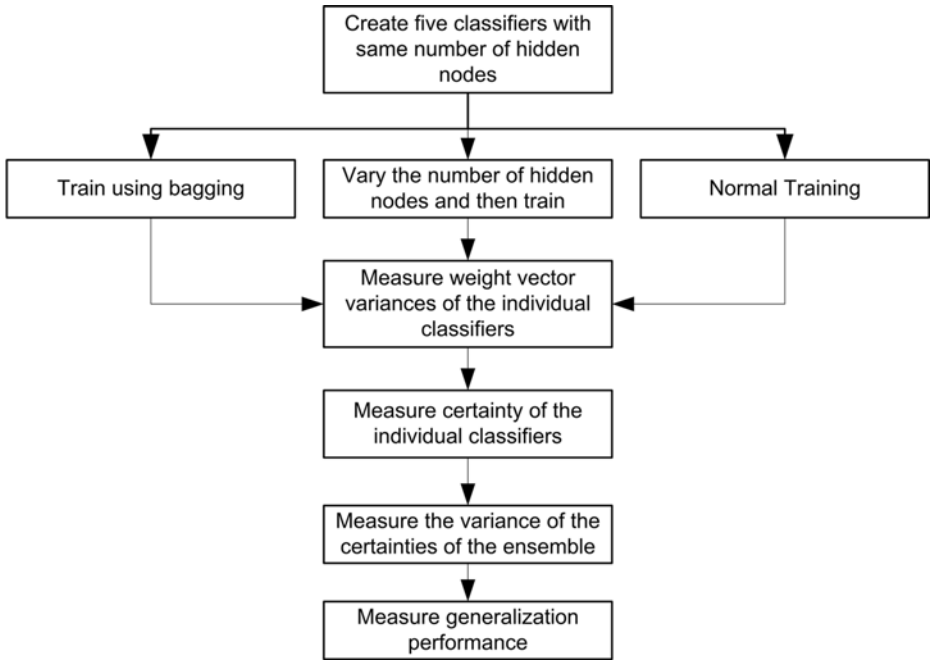 Create five classifiers with
same number of hidden
nodes
Train using bagging
Vary the number of hidden
nodes and then train
Normal Training
Measure weight vector
variances of the individual
classifiers
Measure certainty of the
individual classifiers
Measure the variance of the
certainties of the ensemble
Measure generalization
performance